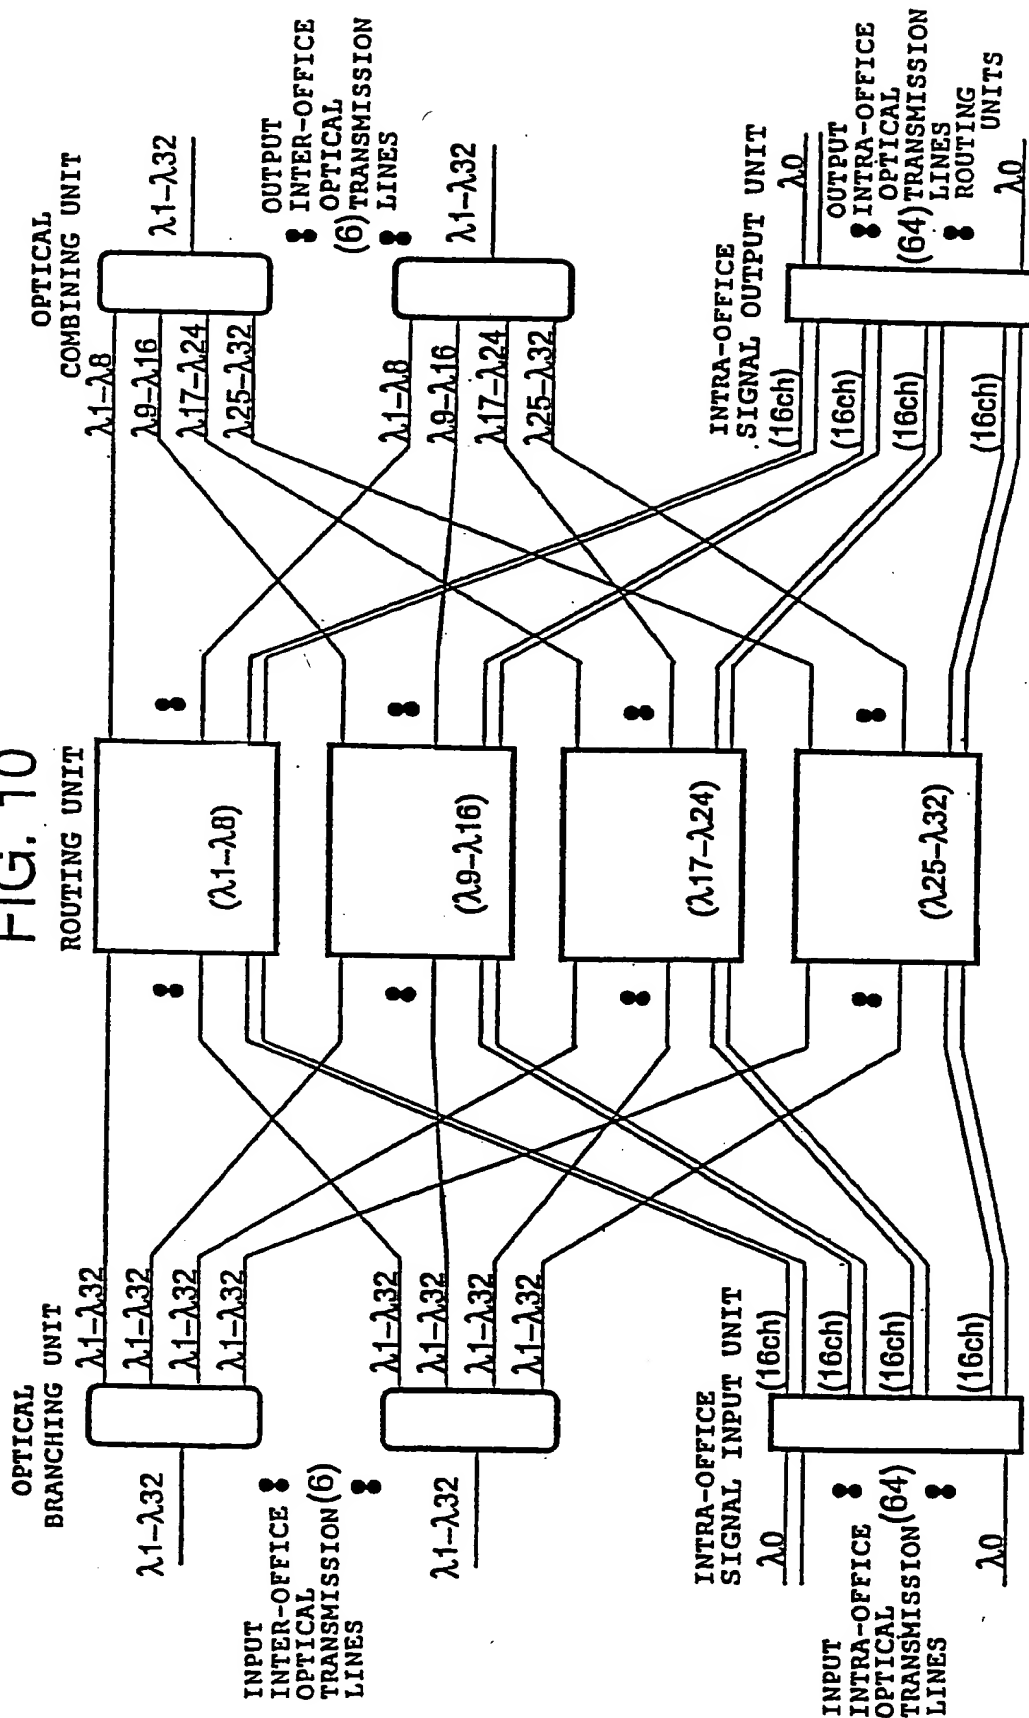 FIG. 10
OPTICAL
BRANCHING UNIT
ROUTING UNIT
OPTICAL
COMBINING UNIT
λ1-λ32
λ1-λ32
λ1-λ32
λ1-λ32
λ1-λ32
(λ1-λ8)
λ1-λ8
λ9-λ16
λ17-λ24
λ25-λ32
λ1-λ32
INPUT
INTER-OFFICE
OPTICAL
TRANSMISSION(6)
LINES
OUTPUT
INTER-OFFICE
OPTICAL
(6)TRANSMISSION
LINES
λ1-λ32
λ1-λ32
λ1-λ32
λ1-λ32
λ1-λ32
(λ9-λ16)
λ1-λ8
λ9-λ16
λ17-λ24
λ25-λ32
λ1-λ32
(λ17-λ24)
INTRA-OFFICE
SIGNAL INPUT UNIT
INTRA-OFFICE
SIGNAL OUTPUT UNIT
λ0
(16ch)
(16ch)
(16ch)
(16ch)
λ0
(λ25-λ32)
(16ch)
(16ch)
(16ch)
(16ch)
λ0
λ0
INPUT
INTRA-OFFICE
OPTICAL
TRANSMISSION(64)
LINES
OUTPUT
INTRA-OFFICE
OPTICAL
(64)TRANSMISSION
LINES
ROUTING
UNITS